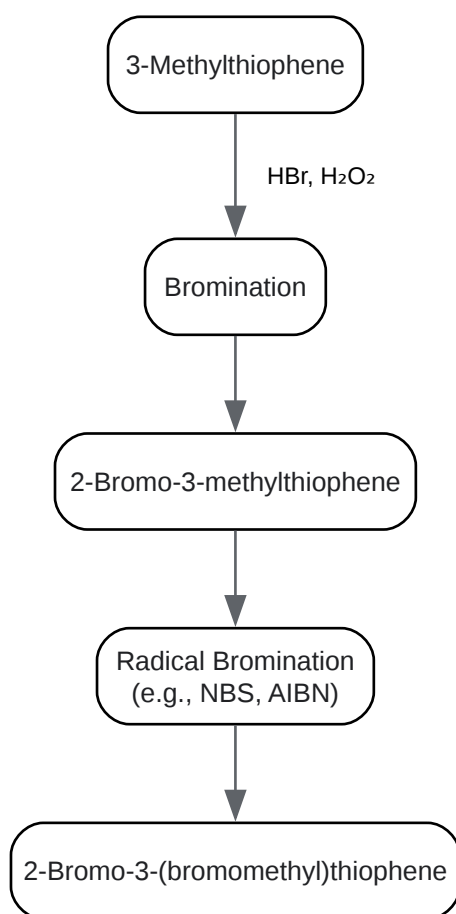 3-Methylthiophene
HBr, H₂O₂
Bromination
2-Bromo-3-methylthiophene
Radical Bromination
(e.g., NBS, AIBN)
2-Bromo-3-(bromomethyl)thiophene